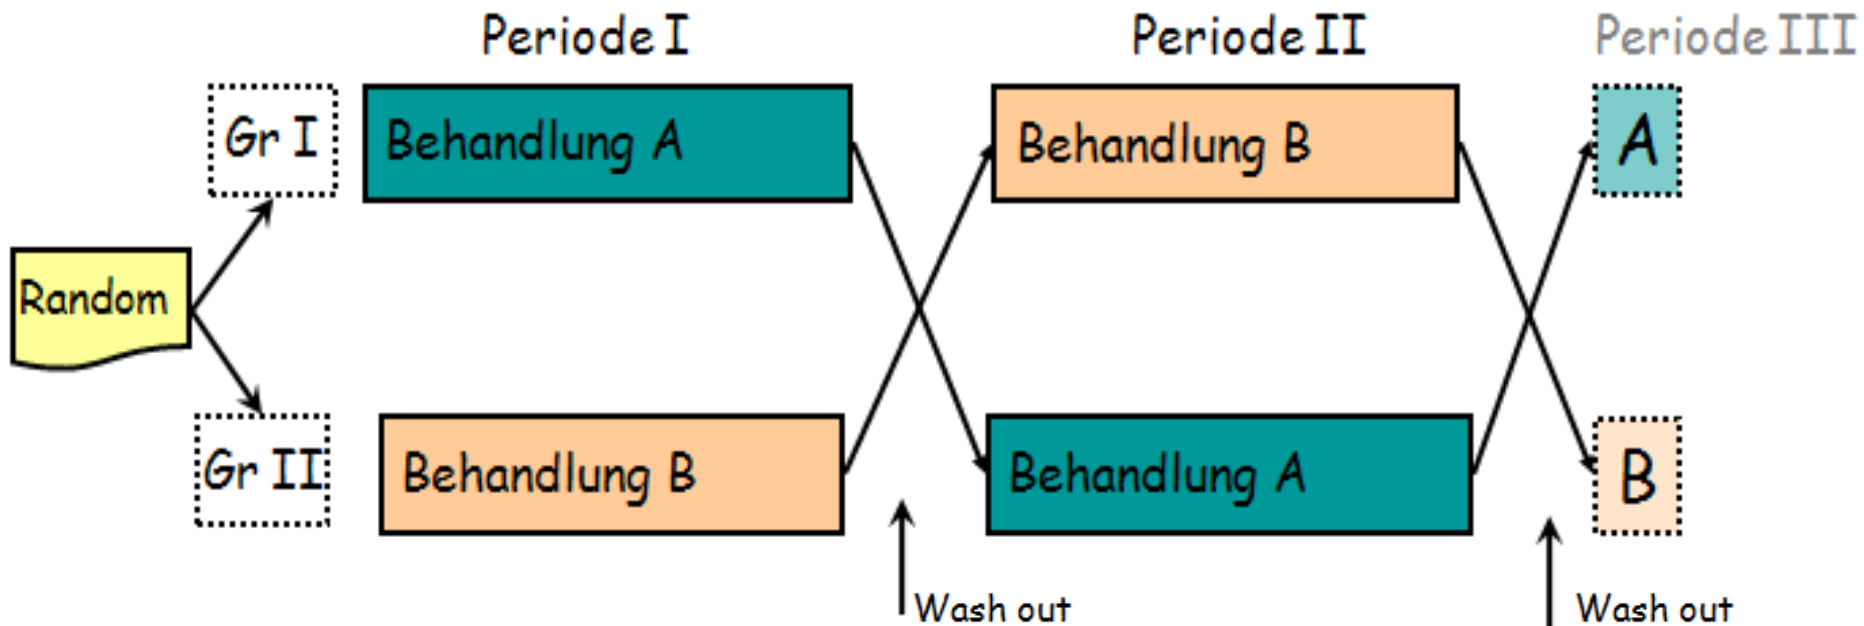 Periode I
Periode II
Periode III
Gr I
Behandlung A
Behandlung B
A
Random
Gr II
Behandlung B
Behandlung A
B
Wash out
Wash out